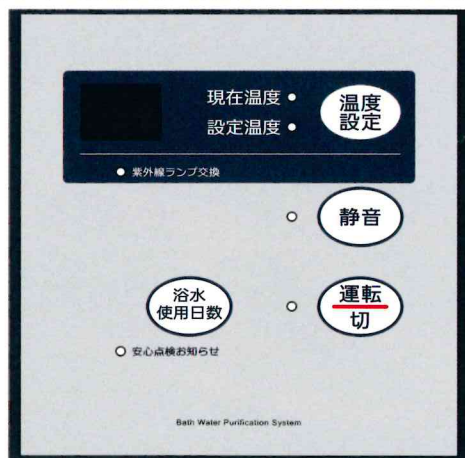 現在温度
設定温度
温度
設定
紫外線ランプ交換
静音
浴水
使用日数
運転
切
安心点検お知らせ
Bath Water Purification System